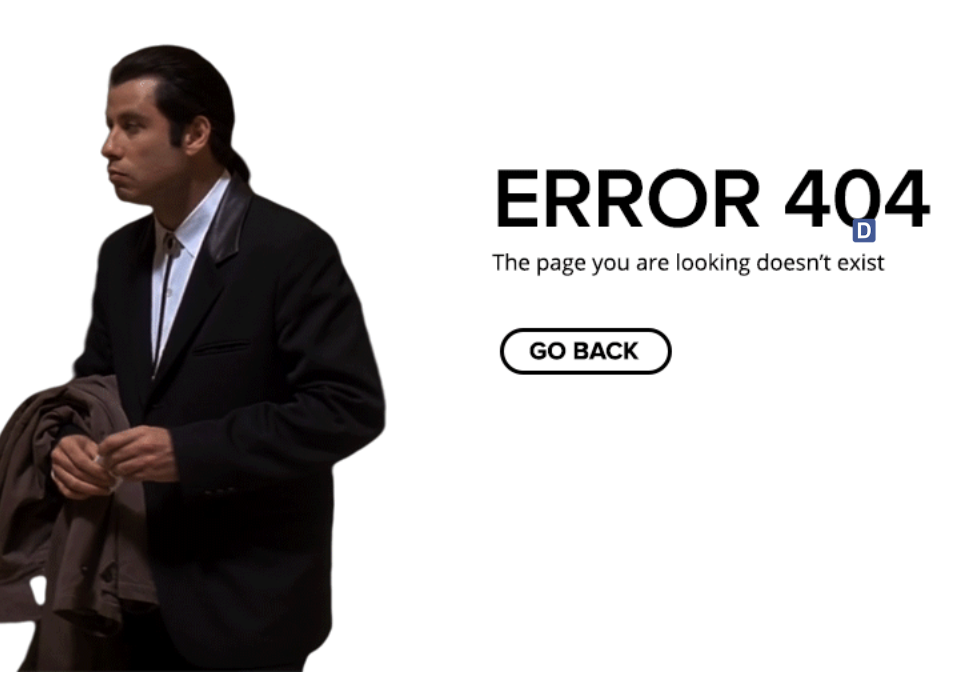 ERROR 404
D
The page you are looking doesn’t exist
GO BACK